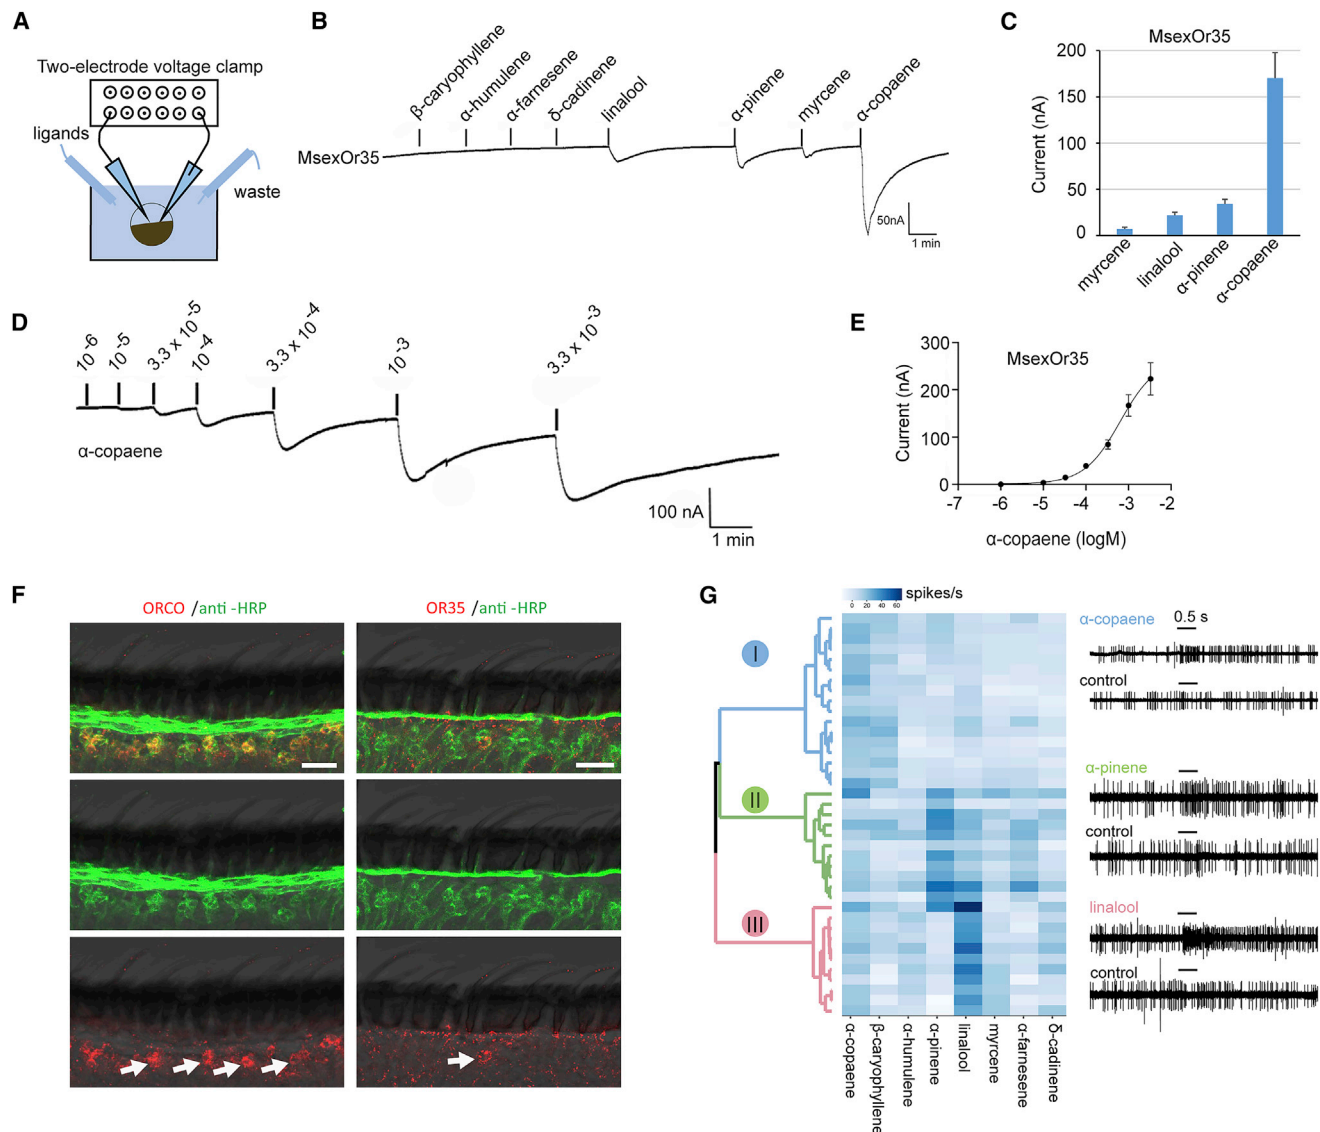 A
Two-electrode voltage clamp
ligands
waste
B
β-caryophyllene
α-humulene
α-farnesene
δ-cadinene
linalool
α-pinene
myrcene
α-copaene
MsexOr35
50nA
1 min
C
MsexOr35
Current (nA)
200
150
100
50
0
myrcene
linalool
α-pinene
α-copaene
D
10⁻⁶
10⁻⁵
3.3 x 10⁻⁵
10⁻⁴
3.3 x 10⁻⁴
10⁻³
3.3 x 10⁻³
α-copaene
100 nA
1 min
E
MsexOr35
Current (nA)
300
200
100
0
-7 -6 -5 -4 -3 -2
α-copaene (logM)
F
ORCO /anti -HRP
OR35 /anti-HRP
G
spikes/s
0 20 40 60
I
II
III
α-copaene
β-caryophyllene
α-humulene
α-pinene
linalool
myrcene
α-farnesene
δ-cadinene
α-copaene
0.5 s
control
α-pinene
control
linalool
control